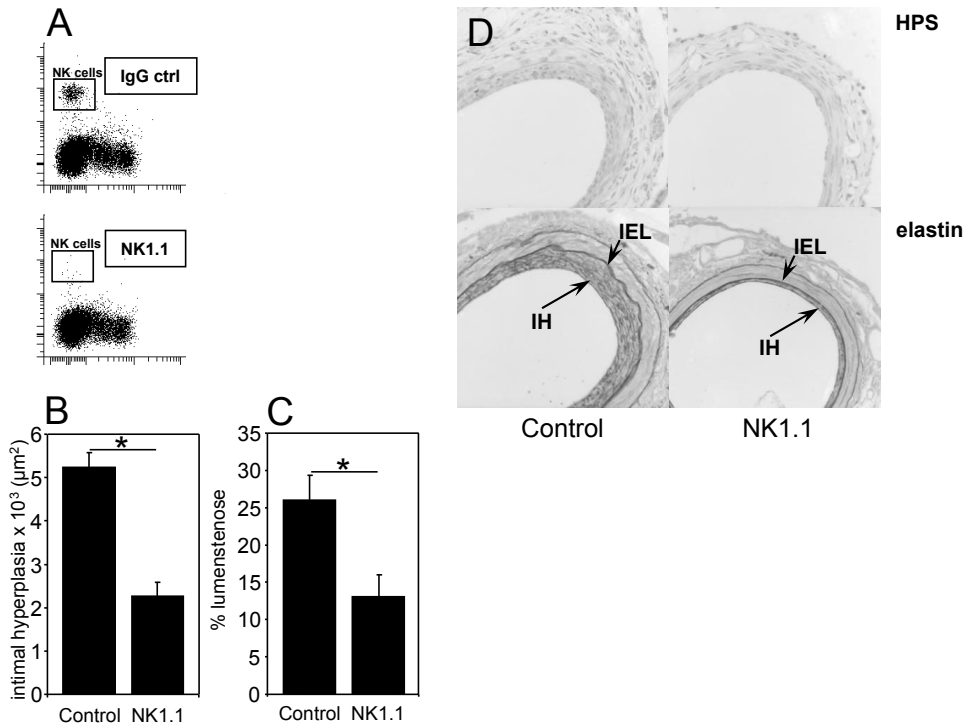 A
NK cells
IgG ctrl
NK cells
NK1.1
B
intimal hyperplasia x 10³ (µm²)
6
5
4
3
2
1
0
*
Control NK1.1
C
% lumenstenose
35
30
25
20
15
10
5
0
*
Control NK1.1
D
HPS
elastin
IEL
IH
IEL
IH
Control
NK1.1